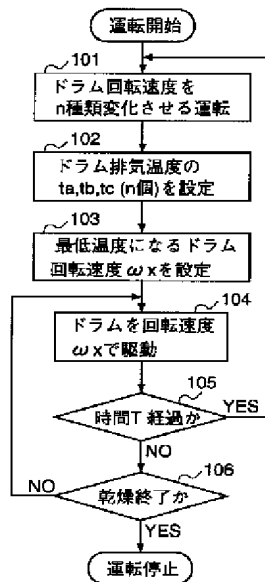 運転開始
101
ドラム回転速度を
n種類変化させる運転
102
ドラム排気温度の
ta,tb,tc (n個)を設定
103
最低温度になるドラム
回転速度ωxを設定
104
ドラムを回転速度
ωxで駆動
105
時間T経過か
YES
NO
106
乾燥終了か
NO
YES
運転停止